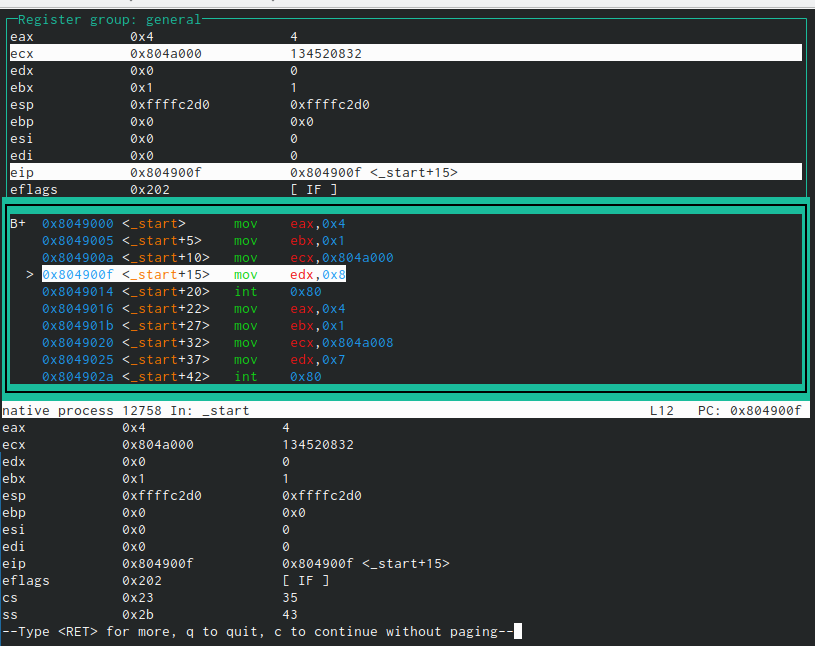 Register group: general
eax 0x4 4
ecx 0x804a000 134520832
edx 0x0 0
ebx 0x1 1
esp 0xffffc2d0 0xffffc2d0
ebp 0x0 0x0
esi 0x0 0
edi 0x0 0
eip 0x804900f 0x804900f <_start+15>
eflags 0x202 [ IF ]
B+ 0x8049000 <_start> mov eax,0x4
0x8049005 <_start+5> mov ebx,0x1
0x804900a <_start+10> mov ecx,0x804a000
> 0x804900f <_start+15> mov edx,0x8
0x8049014 <_start+20> int 0x80
0x8049016 <_start+22> mov eax,0x4
0x804901b <_start+27> mov ebx,0x1
0x8049020 <_start+32> mov ecx,0x804a008
0x8049025 <_start+37> mov edx,0x7
0x804902a <_start+42> int 0x80
native process 12758 In: _start L12 PC: 0x804900f
eax 0x4 4
ecx 0x804a000 134520832
edx 0x0 0
ebx 0x1 1
esp 0xffffc2d0 0xffffc2d0
ebp 0x0 0x0
esi 0x0 0
edi 0x0 0
eip 0x804900f 0x804900f <_start+15>
eflags 0x202 [ IF ]
cs 0x23 35
ss 0x2b 43
--Type <RET> for more, q to quit, c to continue without paging--